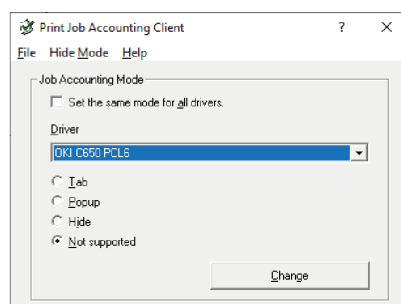 Print Job Accounting Client ? ×
File Hide Mode Help
Job Accounting Mode
Set the same mode for all drivers.
Driver
OKI C650 PCL6
Tab
Popup
Hide
Not supported
Change